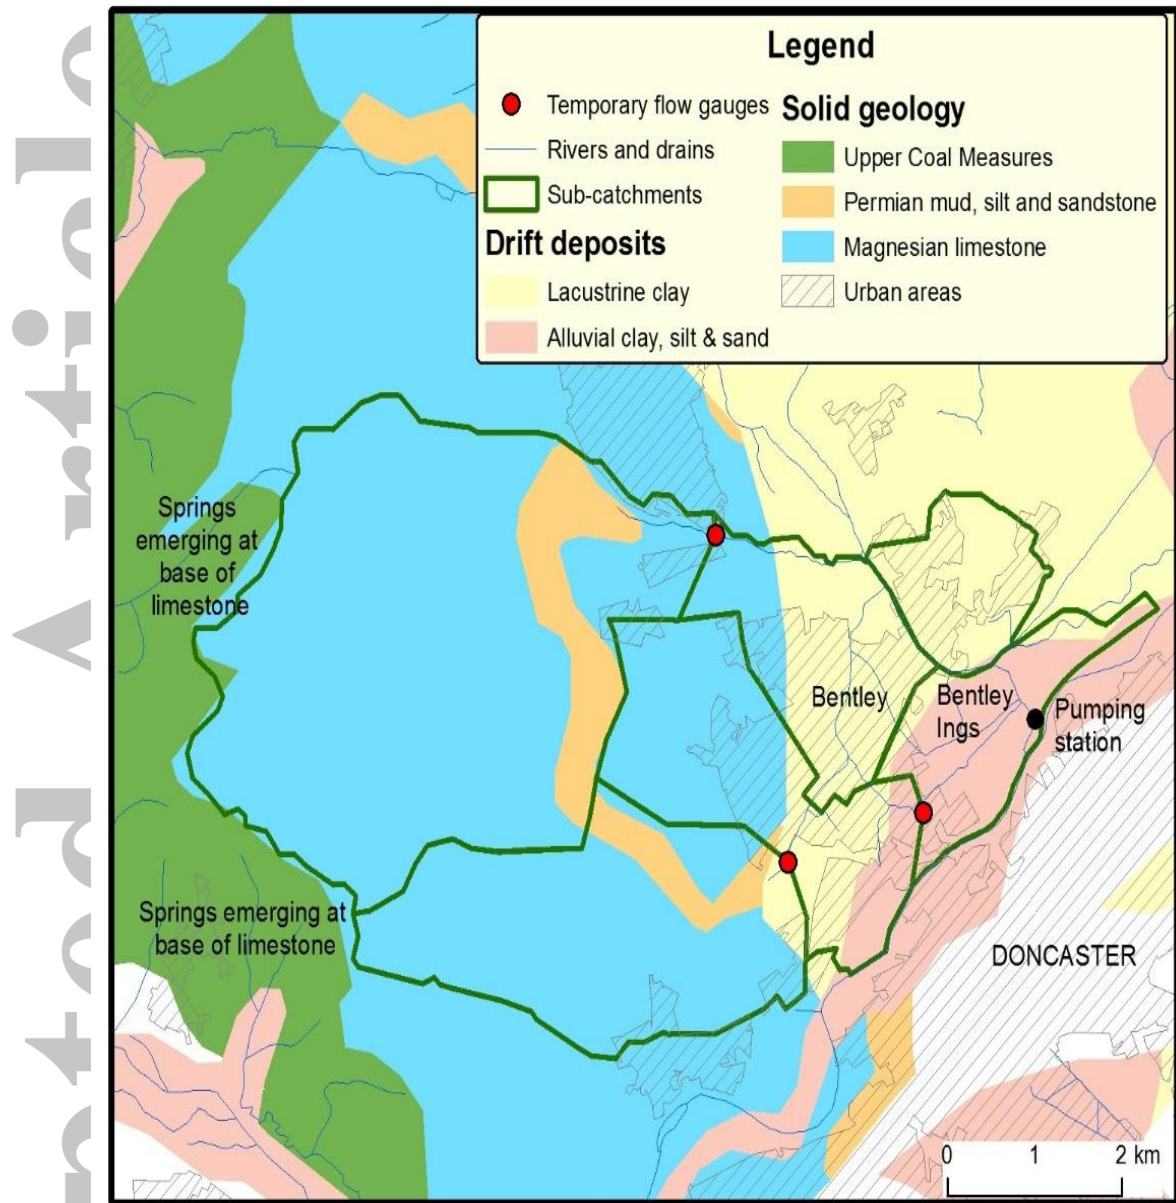 Accepted Article
Legend
Temporary flow gauges
Rivers and drains
Sub-catchments
Drift deposits
Lacustrine clay
Alluvial clay, silt & sand
Solid geology
Upper Coal Measures
Permian mud, silt and sandstone
Magnesian limestone
Urban areas
Springs
emerging at
base of
limestone
Bentley
Bentley
Ings
Pumping
station
Springs emerging at
base of limestone
DONCASTER
0 1 2 km